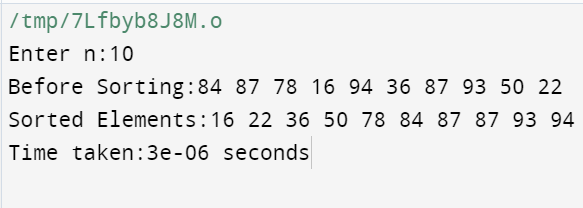 /tmp/7Lfbyb8J8M.o
Enter n:10
Before Sorting:84 87 78 16 94 36 87 93 50 22
Sorted Elements:16 22 36 50 78 84 87 87 93 94
Time taken:3e-06 seconds